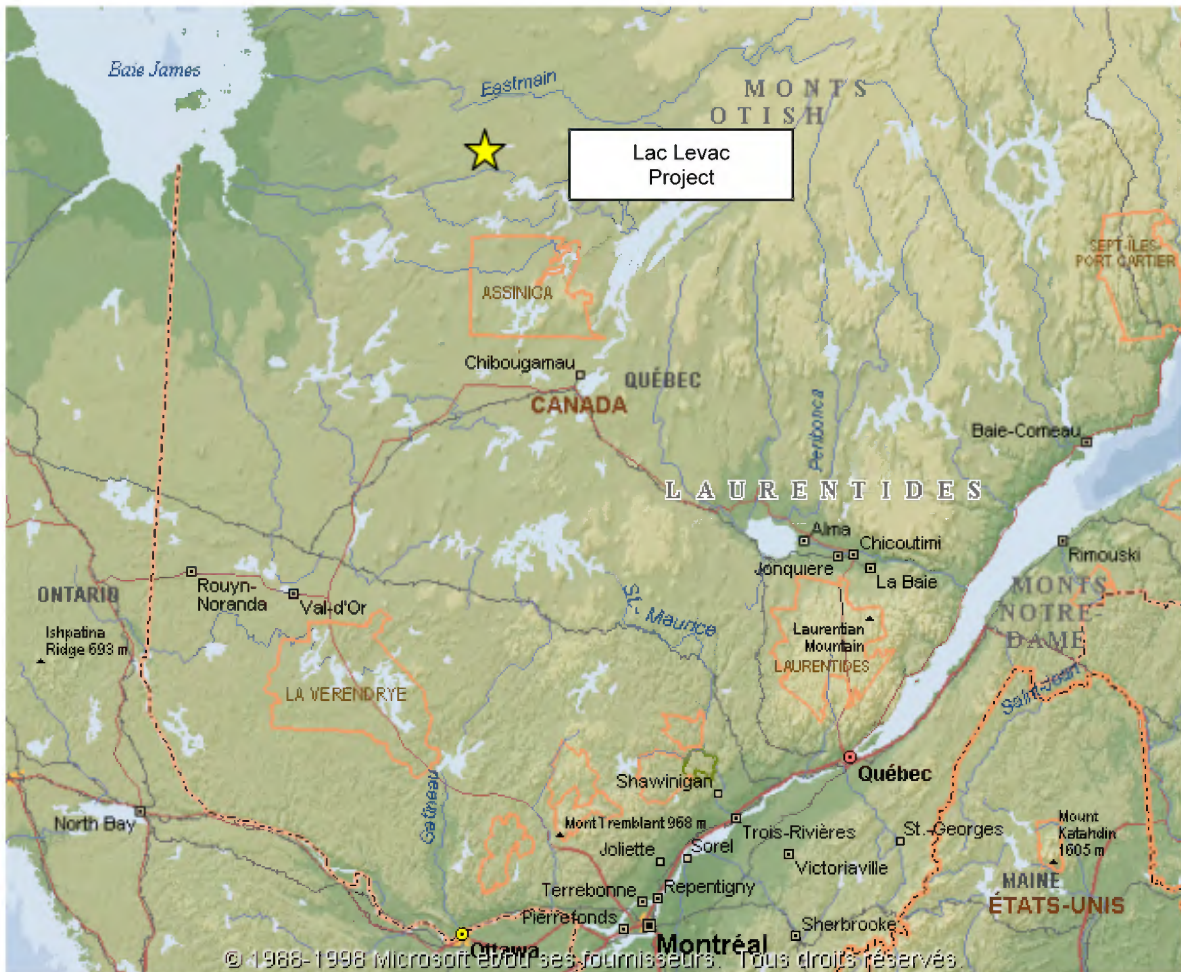 Baie James
Eastmain
MONTS
OTISH
Lac Levac
Project
SEPT-ÎLES-
PORT CARTIER
ASSINICA
Chibougamau
QUÉBEC
CANADA
Baie-Comeau
Peribonca
LAURENTIDES
Alma
Chicoutimi
Jonquiere
La Baie
Rimouski
Rouyn-
Noranda
Val-d'Or
ONTARIO
Ishpatina
Ridge 693 m
St.-Maurice
MONTS
NOTRE
DAME
Laurentian
Mountain
LAURENTIDES
Saint-Jean
LA VERENDRYE
Gatineau
Québec
Shawinigan
North Bay
Mont Tremblant 968 m
Trois-Rivières
St.-Georges
Mount
Katahdin
1605 m
Joliette
Sorel
Victoriaville
MAINE
ÉTATS-UNIS
Terrebonne
Repentigny
Pierrefonds
Sherbrooke
Ottawa
Montréal
© 1988-1998 Microsoft et/ou ses fournisseurs. Tous droits réservés.